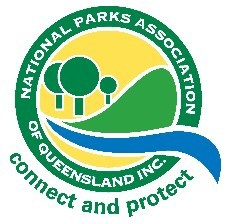 NATIONAL PARKS ASSOCIATION
OF QUEENSLAND INC.
connect and protect